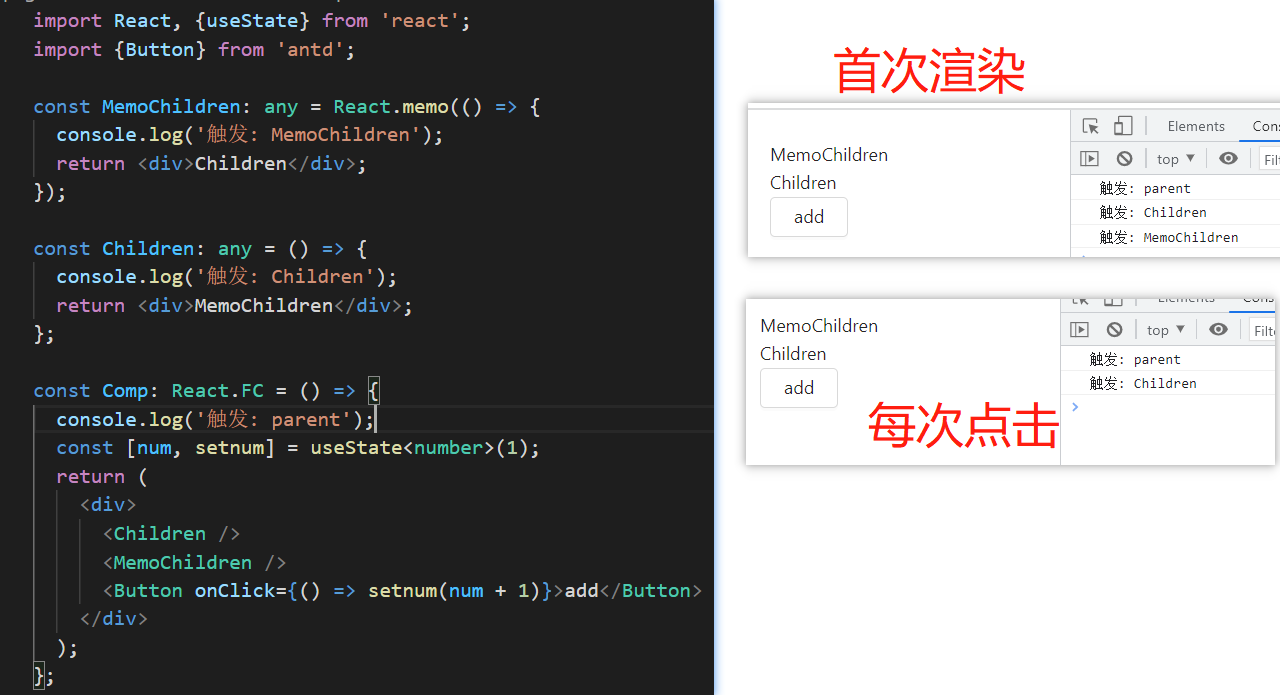 import React, {useState} from 'react';
import {Button} from 'antd';
const MemoChildren: any = React.memo(() => {
  console.log('触发: MemoChildren');
  return <div>Children</div>;
});
const Children: any = () => {
  console.log('触发: Children');
  return <div>MemoChildren</div>;
};
const Comp: React.FC = () => {
  console.log('触发: parent');
  const [num, setnum] = useState<number>(1);
  return (
    <div>
      <Children />
      <MemoChildren />
      <Button onClick={() => setnum(num + 1)}>add</Button>
    </div>
  );
};
首次渲染
MemoChildren
Children
add
Elements Cons
top ▼ Fil
触发: parent
触发: Children
触发: MemoChildren
MemoChildren
Children
add
每次点击
Elements Cons
top ▼ Filt
触发: parent
触发: Children